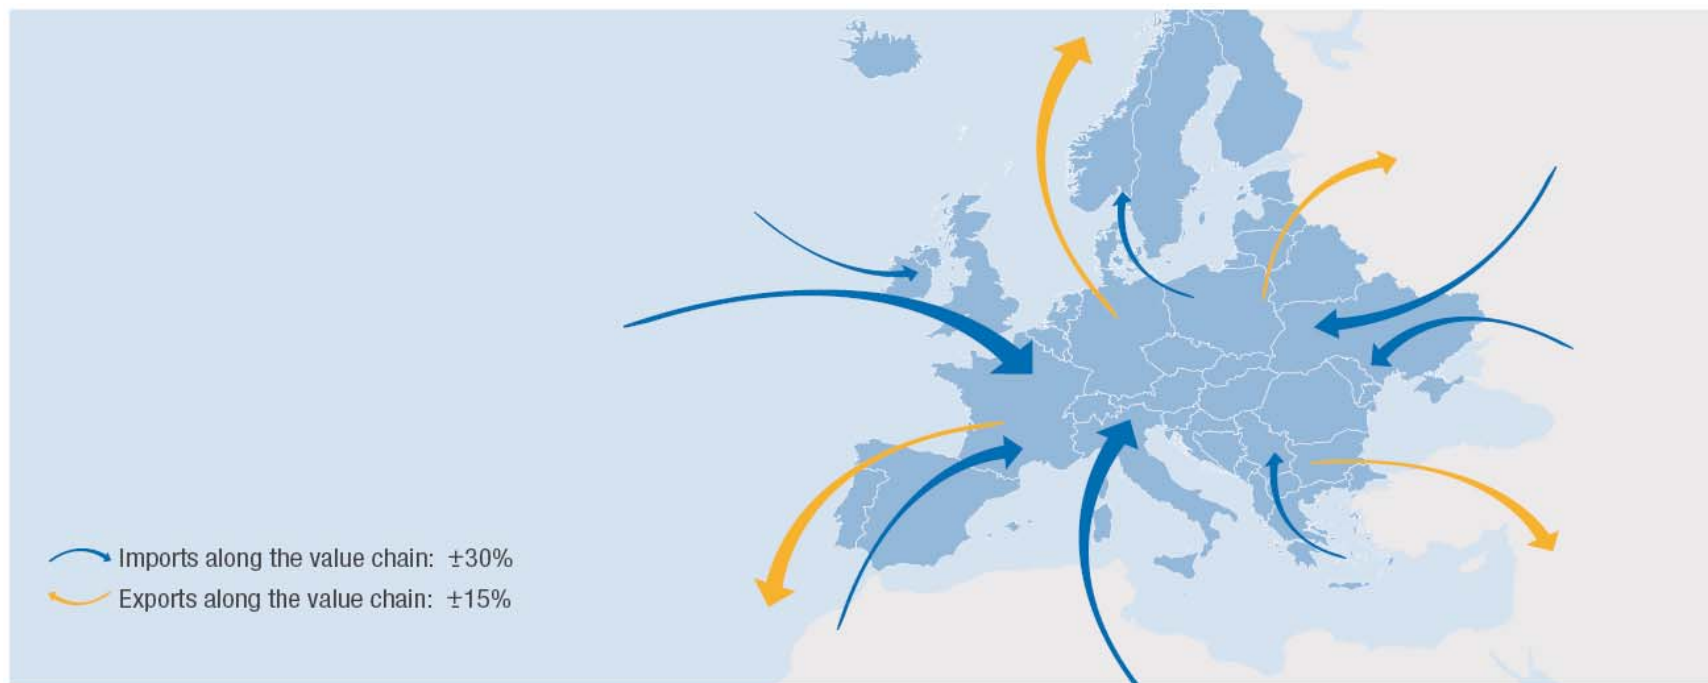 Imports along the value chain: ±30%
Exports along the value chain: ±15%